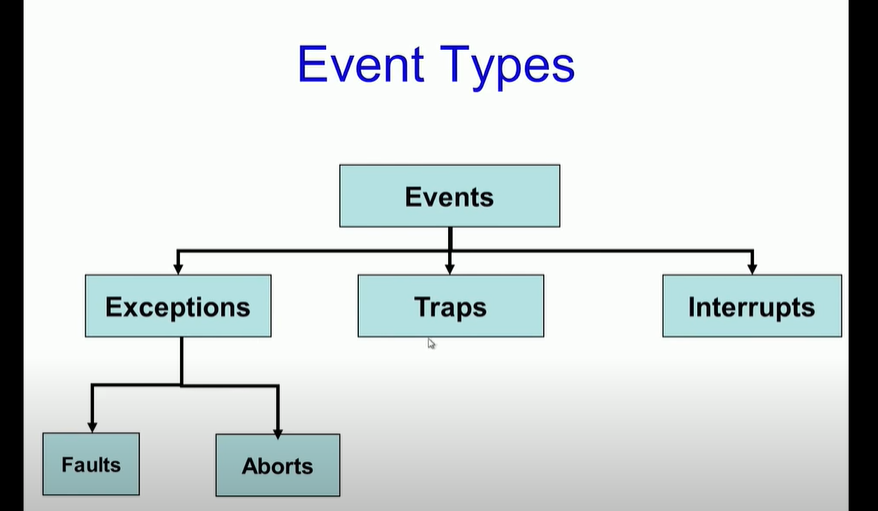 Event Types
Events
Exceptions
Traps
Interrupts
Faults
Aborts